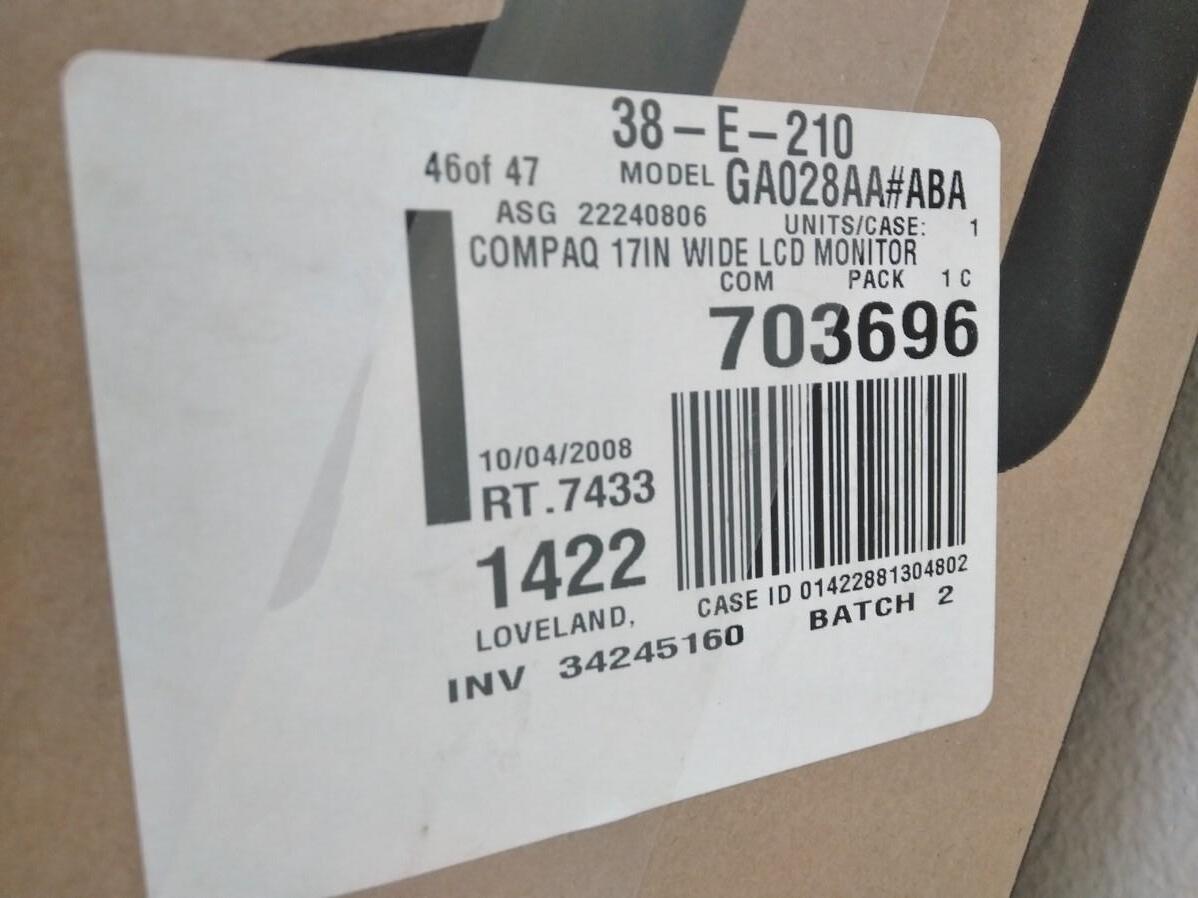 38-E-210
46of 47 MODEL GA028AA#ABA
ASG 22240806 UNITS/CASE: 1
COMPAQ 17IN WIDE LCD MONITOR
COM PACK 1 C
703696
10/04/2008
RT.7433
1422
LOVELAND, CASE ID 01422881304802
INV 34245160 BATCH 2